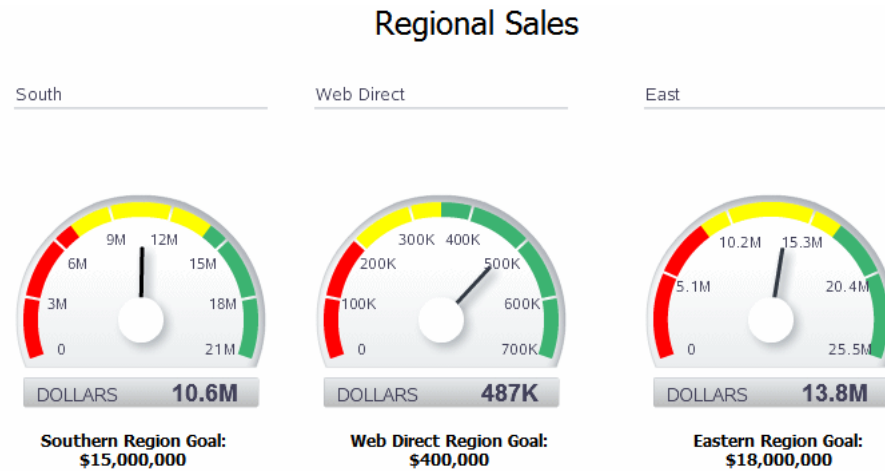 Regional Sales
South
Web Direct
East
0
3M
6M
9M
12M
15M
18M
21M
DOLLARS 10.6M
Southern Region Goal:
$15,000,000
0
100K
200K
300K
400K
500K
600K
700K
DOLLARS 487K
Web Direct Region Goal:
$400,000
0
5.1M
10.2M
15.3M
20.4M
25.5M
DOLLARS 13.8M
Eastern Region Goal:
$18,000,000